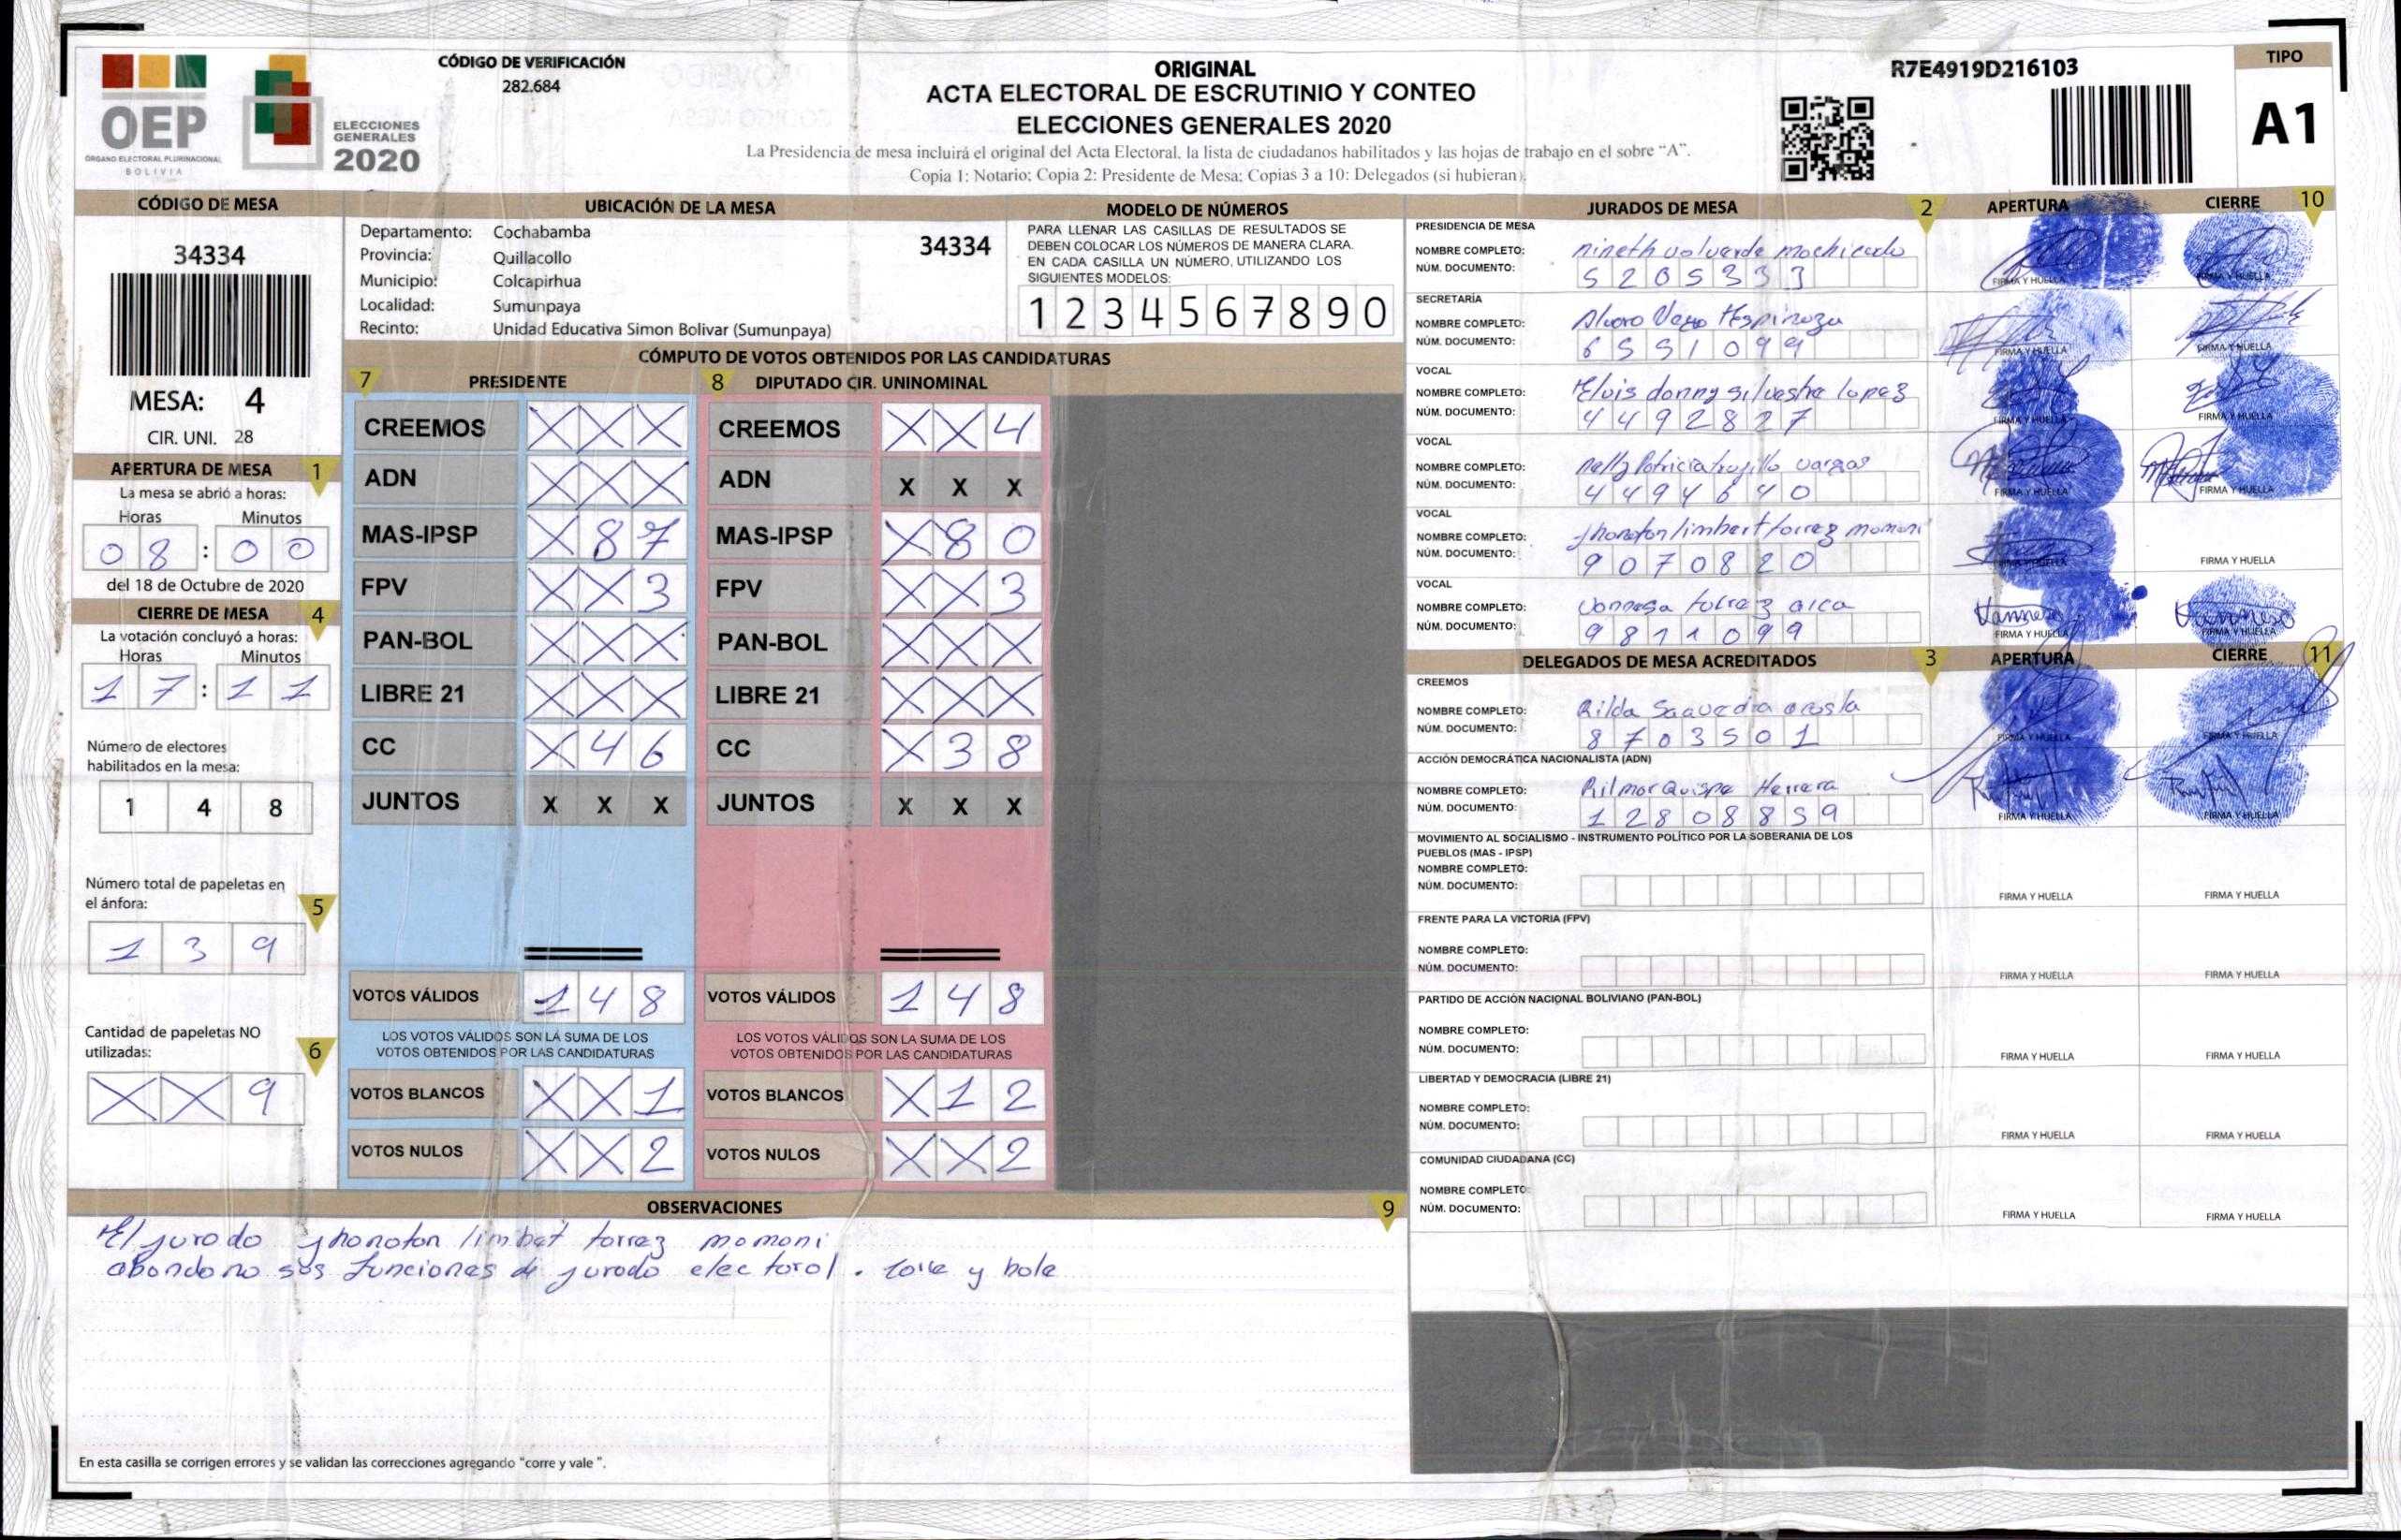 OEP
ÓRGANO ELECTORAL PLURINACIONAL
BOLIVIA
ELECCIONES
GENERALES
2020
CÓDIGO DE VERIFICACIÓN
282.684
ORIGINAL
ACTA ELECTORAL DE ESCRUTINIO Y CONTEO
ELECCIONES GENERALES 2020
La Presidencia de mesa incluirá el original del Acta Electoral, la lista de ciudadanos habilitados y las hojas de trabajo en el sobre “A”.
Copia 1: Notario; Copia 2: Presidente de Mesa; Copias 3 a 10: Delegados (si hubieran).
R7E4919D216103
TIPO
A1
CÓDIGO DE MESA
34334
MESA: 4
CIR. UNI. 28
APERTURA DE MESA 1
La mesa se abrió a horas:
Horas Minutos
0 8 : 0 0
del 18 de Octubre de 2020
CIERRE DE MESA 4
La votación concluyó a horas:
Horas Minutos
1 7 : 1 1
Número de electores
habilitados en la mesa:
1 4 8
Número total de papeletas en
el ánfora:
5
1 3 9
Cantidad de papeletas NO
utilizadas:
6
X X 9
UBICACIÓN DE LA MESA
Departamento: Cochabamba
34334
Provincia: Quillacollo
Municipio: Colcapirhua
Localidad: Sumunpaya
Recinto: Unidad Educativa Simon Bolivar (Sumunpaya)
MODELO DE NÚMEROS
PARA LLENAR LAS CASILLAS DE RESULTADOS SE
DEBEN COLOCAR LOS NÚMEROS DE MANERA CLARA.
EN CADA CASILLA UN NÚMERO, UTILIZANDO LOS
SIGUIENTES MODELOS:
1 2 3 4 5 6 7 8 9 0
CÓMPUTO DE VOTOS OBTENIDOS POR LAS CANDIDATURAS
7 PRESIDENTE
CREEMOS X X X
ADN X X X
MAS-IPSP X 8 7
FPV X X 3
PAN-BOL X X X
LIBRE 21 X X X
CC X 4 6
JUNTOS X X X
VOTOS VÁLIDOS 1 4 8
LOS VOTOS VÁLIDOS SON LA SUMA DE LOS
VOTOS OBTENIDOS POR LAS CANDIDATURAS
VOTOS BLANCOS X X 1
VOTOS NULOS X X 2
8 DIPUTADO CIR. UNINOMINAL
CREEMOS X X 4
ADN X X X
MAS-IPSP X 8 0
FPV X X 3
PAN-BOL X X X
LIBRE 21 X X X
CC X 3 8
JUNTOS X X X
VOTOS VÁLIDOS 1 4 8
LOS VOTOS VÁLIDOS SON LA SUMA DE LOS
VOTOS OBTENIDOS POR LAS CANDIDATURAS
VOTOS BLANCOS X 1 2
VOTOS NULOS X X 2
OBSERVACIONES 9
El jurado jhonoton limbet torrez momoni
abondono sus funciones de jurado electorol . y
En esta casilla se corrigen errores y se validan las correcciones agregando "corre y vale ".
JURADOS DE MESA 2 APERTURA CIERRE 10
PRESIDENCIA DE MESA
NOMBRE COMPLETO: nineth volverde mochicado
NÚM. DOCUMENTO: 5 2 0 5 3 3 3
FIRMA Y HUELLA FIRMA Y HUELLA
SECRETARÍA
NOMBRE COMPLETO: Alvaro
NÚM. DOCUMENTO: 6 5 5 1 0 9 9
FIRMA Y HUELLA FIRMA Y HUELLA
VOCAL
NOMBRE COMPLETO: Elvis donny silvestre lopez
NÚM. DOCUMENTO: 4 4 9 2 8 2 7
FIRMA Y HUELLA FIRMA Y HUELLA
VOCAL
NOMBRE COMPLETO: nelly Patricia trujillo vargas
NÚM. DOCUMENTO: 4 4 9 4 6 4 0
FIRMA Y HUELLA FIRMA Y HUELLA
VOCAL
NOMBRE COMPLETO: jhonoton limbert torrez momoni
NÚM. DOCUMENTO: 9 0 7 0 8 2 0
FIRMA Y HUELLA
VOCAL
NOMBRE COMPLETO: Vannesa torrez
NÚM. DOCUMENTO: 9 8 1 1 0 9 9
FIRMA Y HUELLA FIRMA Y HUELLA
DELEGADOS DE MESA ACREDITADOS 3 APERTURA CIERRE 11
CREEMOS
NOMBRE COMPLETO: Rilda
NÚM. DOCUMENTO: 8 7 0 3 5 0 1
FIRMA Y HUELLA FIRMA Y HUELLA
ACCIÓN DEMOCRÁTICA NACIONALISTA (ADN)
NOMBRE COMPLETO: Rilmar Quispe Herrera
NÚM. DOCUMENTO: 1 2 8 0 8 8 5 9
FIRMA Y HUELLA FIRMA Y HUELLA
MOVIMIENTO AL SOCIALISMO - INSTRUMENTO POLÍTICO POR LA SOBERANIA DE LOS
PUEBLOS (MAS - IPSP)
NOMBRE COMPLETO:
NÚM. DOCUMENTO:
FIRMA Y HUELLA FIRMA Y HUELLA
FRENTE PARA LA VICTORIA (FPV)
NOMBRE COMPLETO:
NÚM. DOCUMENTO:
FIRMA Y HUELLA FIRMA Y HUELLA
PARTIDO DE ACCIÓN NACIONAL BOLIVIANO (PAN-BOL)
NOMBRE COMPLETO:
NÚM. DOCUMENTO:
FIRMA Y HUELLA FIRMA Y HUELLA
LIBERTAD Y DEMOCRACIA (LIBRE 21)
NOMBRE COMPLETO:
NÚM. DOCUMENTO:
FIRMA Y HUELLA FIRMA Y HUELLA
COMUNIDAD CIUDADANA (CC)
NOMBRE COMPLETO:
NÚM. DOCUMENTO:
FIRMA Y HUELLA FIRMA Y HUELLA